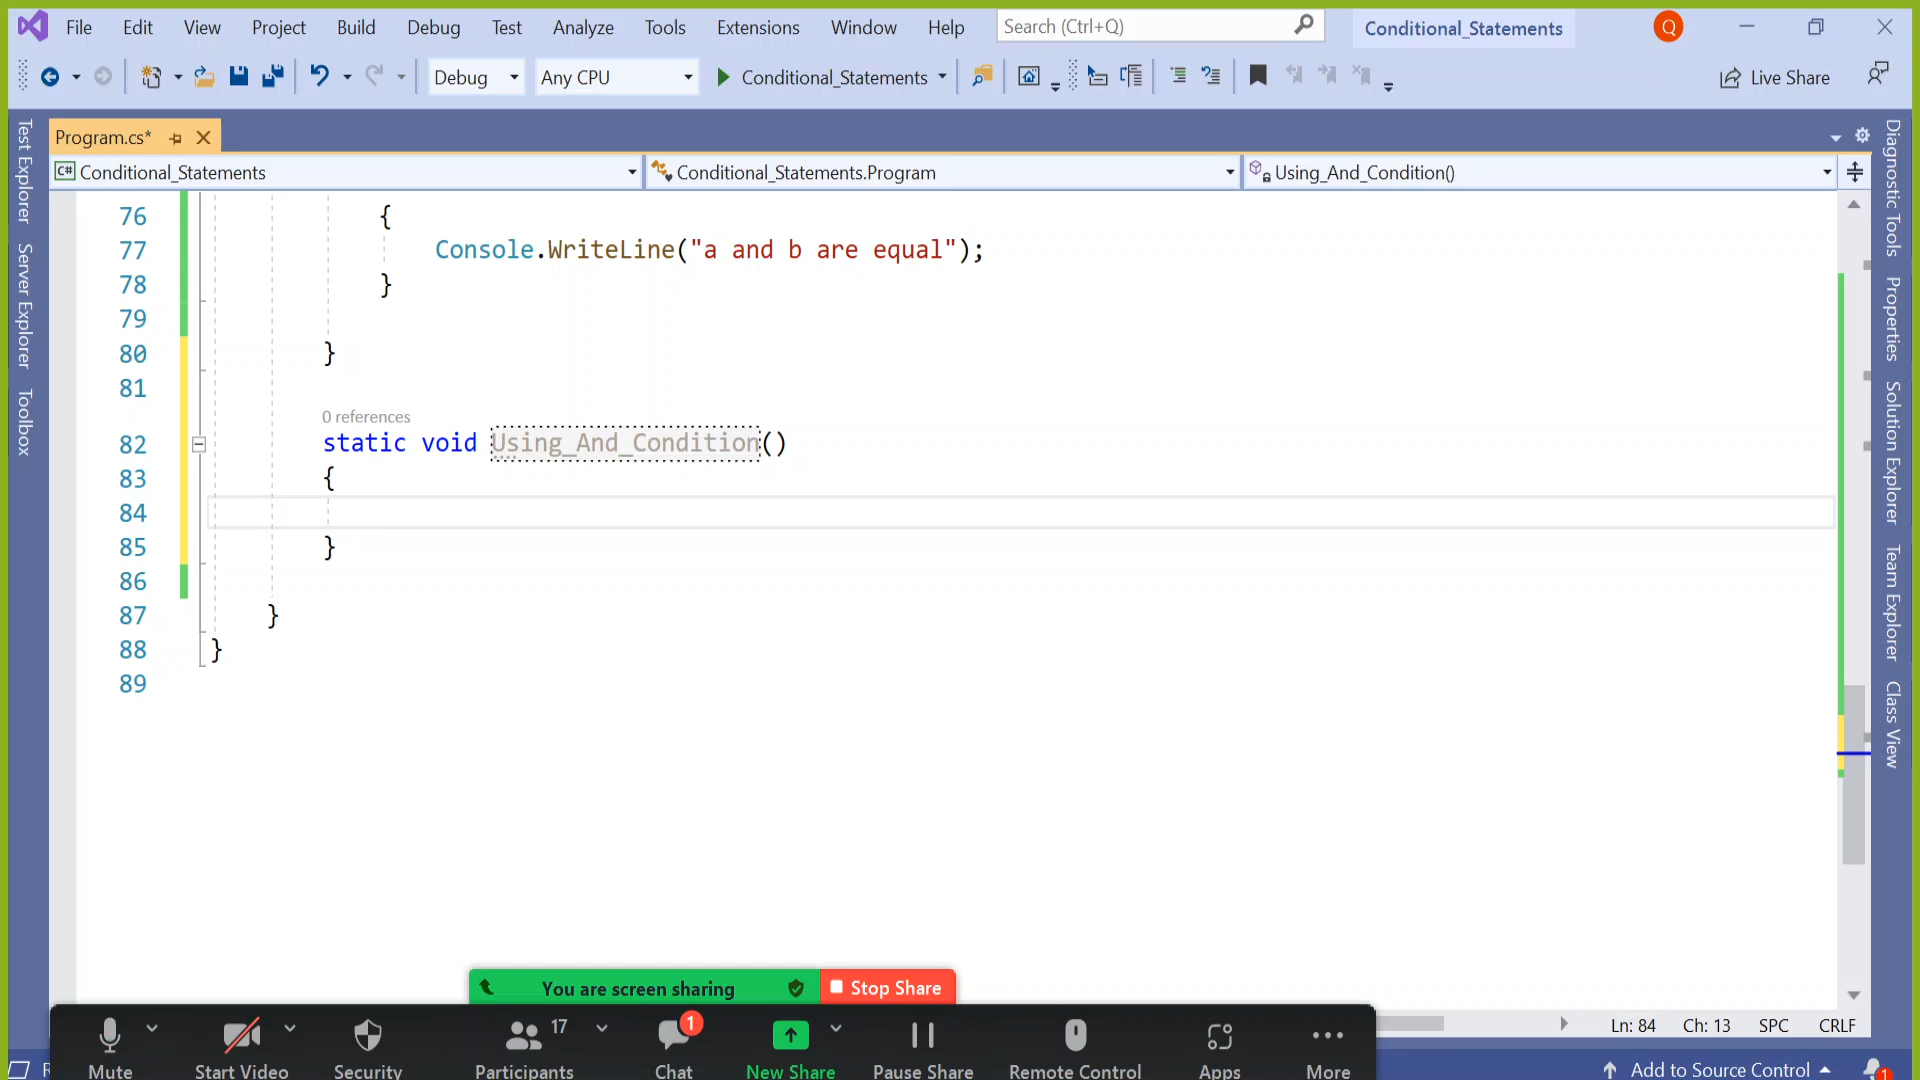 File Edit View Project Build Debug Test Analyze Tools Extensions Window Help Search (Ctrl+Q) Conditional_Statements Q
Debug Any CPU Conditional_Statements Live Share
Program.cs*
C# Conditional_Statements Conditional_Statements.Program Using_And_Condition()
Test Explorer
Server Explorer
Toolbox
76 {
77 Console.WriteLine("a and b are equal");
78 }
79
80 }
81
0 references
82 static void Using_And_Condition()
83 {
84
85 }
86
87 }
88 }
89
Diagnostic Tools
Properties
Solution Explorer
Team Explorer
Class View
You are screen sharing Stop Share
Ln: 84 Ch: 13 SPC CRLF
17 1
Mute Start Video Security Participants Chat New Share Pause Share Remote Control Apps More
R Add to Source Control 1